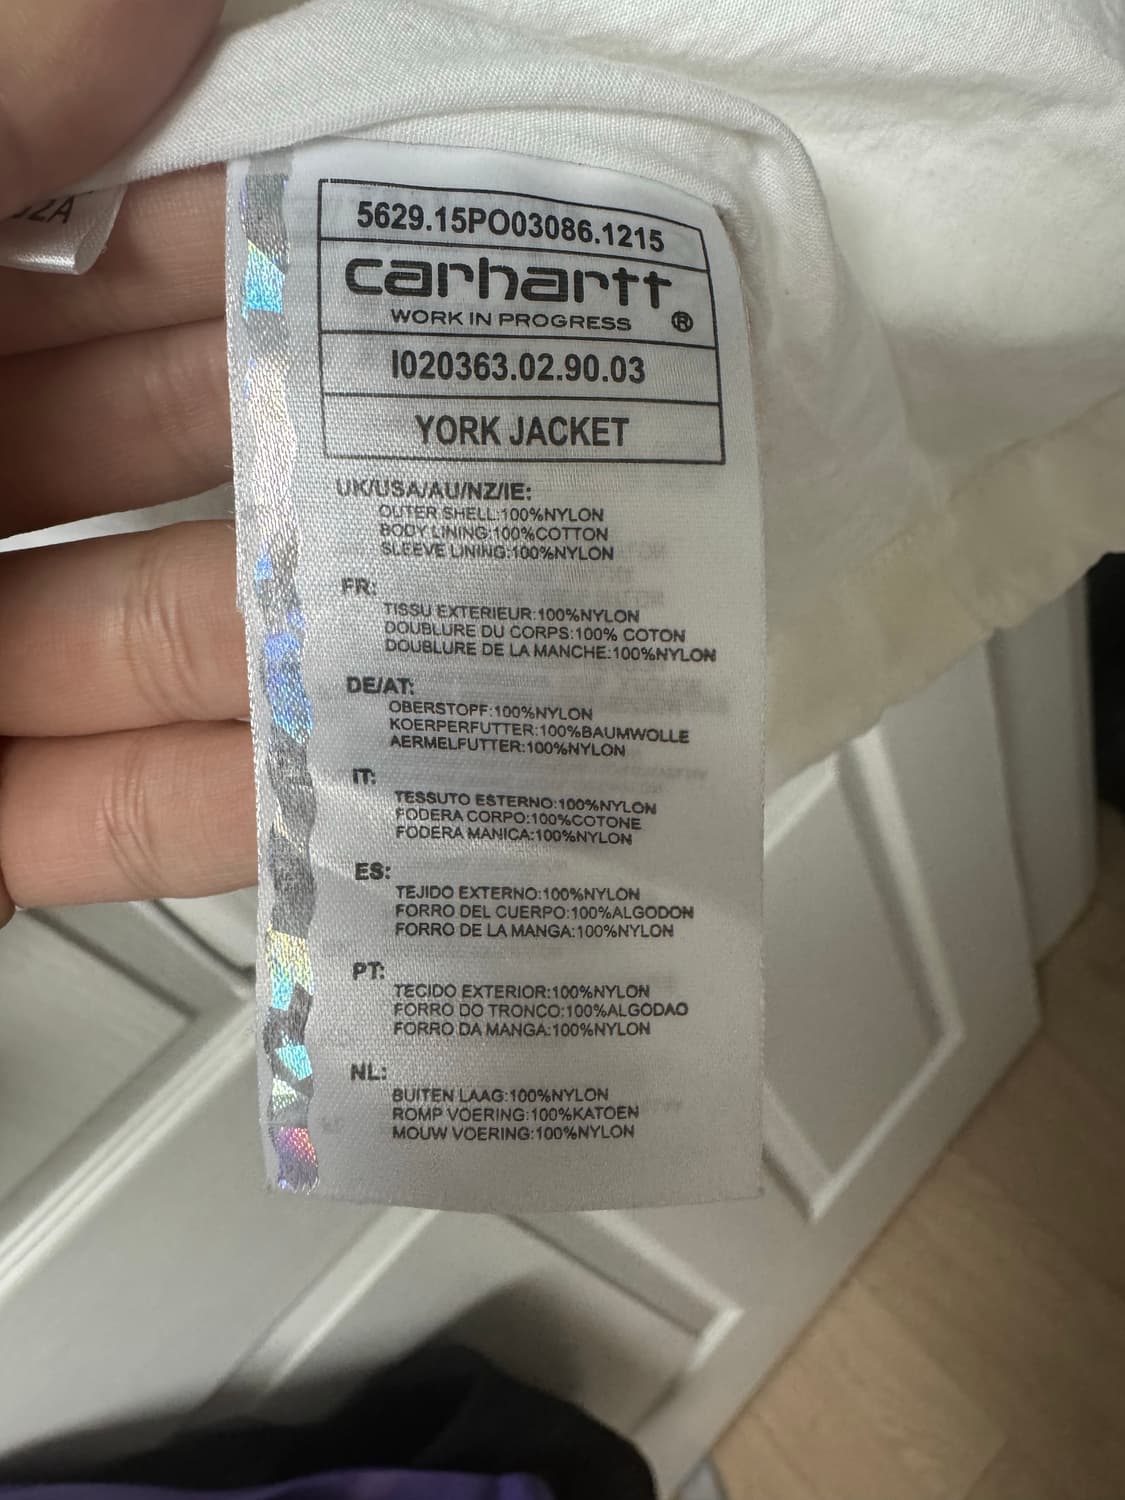 5629.15PO03086.1215
carhartt
WORK IN PROGRESS ®
I020363.02.90.03
YORK JACKET
UK/USA/AU/NZ/IE:
OUTER SHELL:100%NYLON
BODY LINING:100%COTTON
SLEEVE LINING:100%NYLON
FR:
TISSU EXTERIEUR:100%NYLON
DOUBLURE DU CORPS:100% COTON
DOUBLURE DE LA MANCHE:100%NYLON
DE/AT:
OBERSTOPF:100%NYLON
KOERPERFUTTER:100%BAUMWOLLE
AERMELFUTTER:100%NYLON
IT:
TESSUTO ESTERNO:100%NYLON
FODERA CORPO:100%COTONE
FODERA MANICA:100%NYLON
ES:
TEJIDO EXTERNO:100%NYLON
FORRO DEL CUERPO:100%ALGODON
FORRO DE LA MANGA:100%NYLON
PT:
TECIDO EXTERIOR:100%NYLON
FORRO DO TRONCO:100%ALGODAO
FORRO DA MANGA:100%NYLON
NL:
BUITEN LAAG:100%NYLON
ROMP VOERING:100%KATOEN
MOUW VOERING:100%NYLON